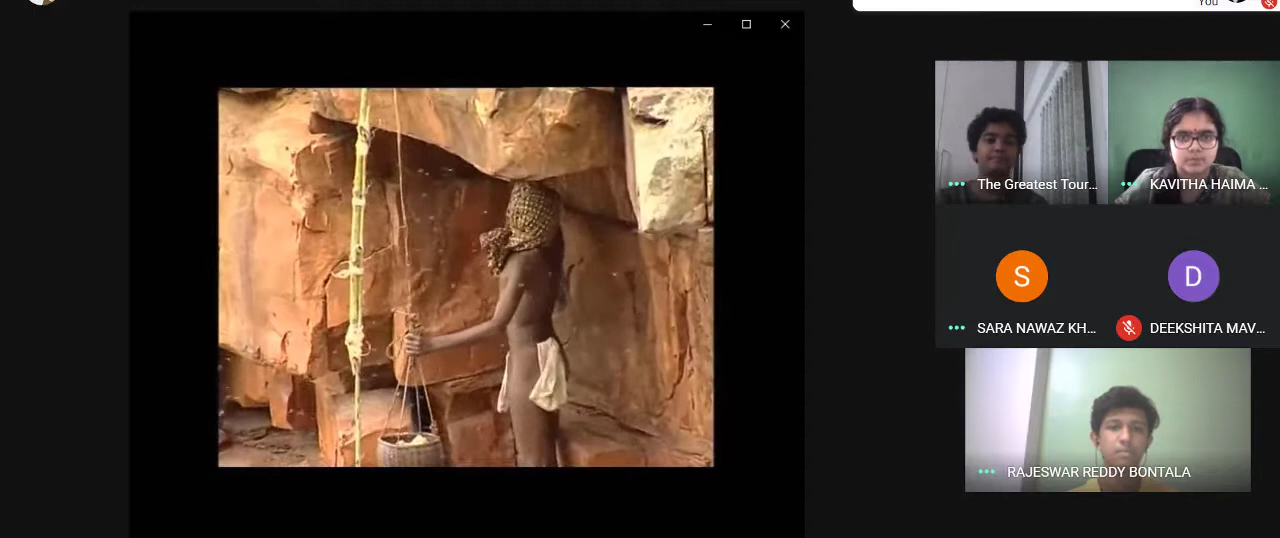 You
The Greatest Tour...
KAVITHA HAIMA ...
S
D
SARA NAWAZ KH...
DEEKSHITA MAV...
RAJESWAR REDDY BONTALA